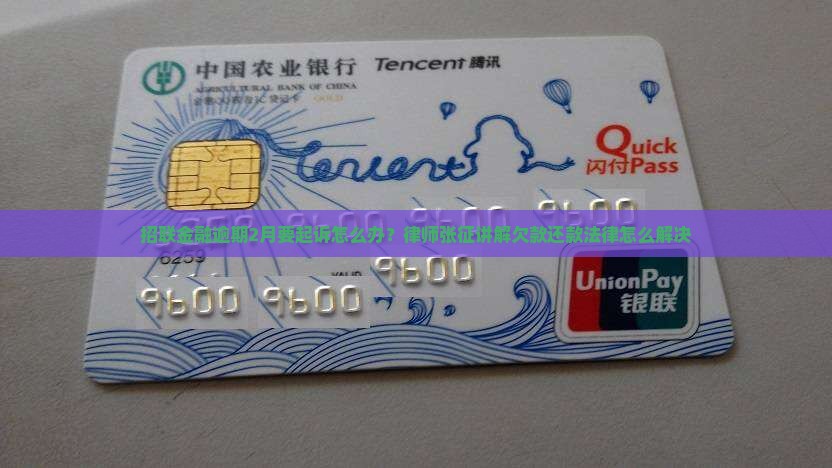 中国农业银行 Tencent 腾讯
AGRICULTURAL BANK OF CHINA
GOLD
Tencent
Quick
闪付Pass
9600 9600
招联金融逾期2月要起诉怎么办？律师张征讲解欠款还款法律怎么解决
6259
VALID
9600
9600 9600
UnionPay
银联